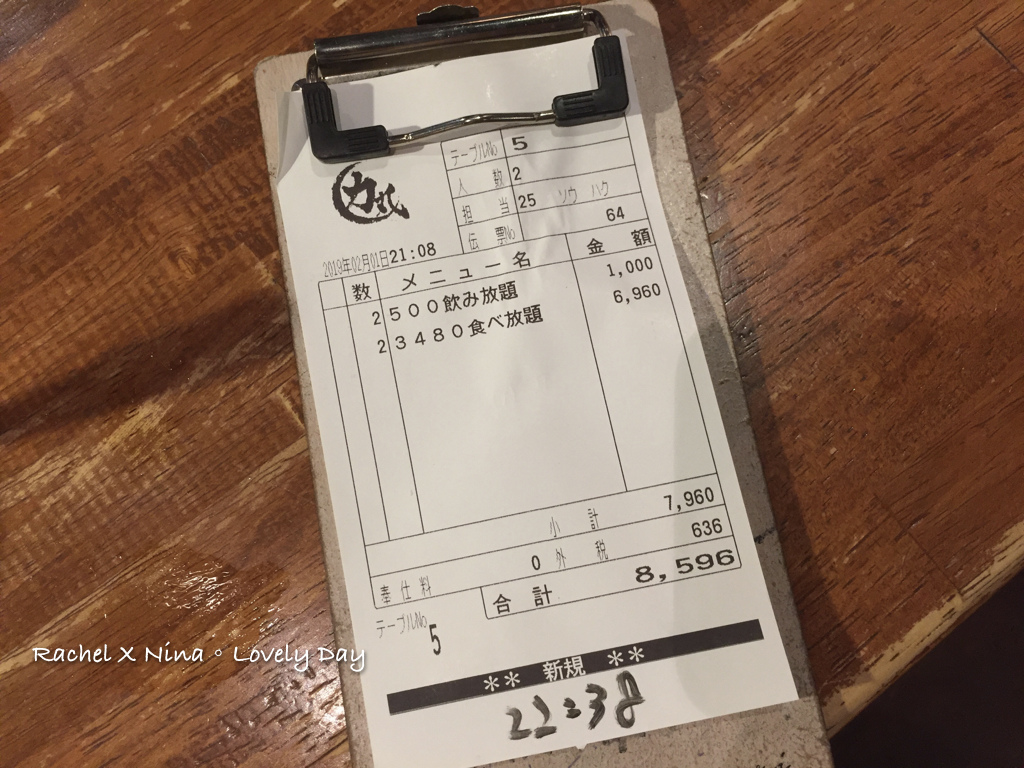 テーブルNo 5
人数 2
担当 25 ソウ ハク
伝票No 64
2019年02月01日21:08
数 メニュー名 金額
2 500飲み放題 1,000
2 3480食べ放題 6,960
小計 7,960
奉仕料 0 外税 636
合計 8,596
テーブルNo 5
** 新規 **
22:38
Rachel X Nina。Lovely Day